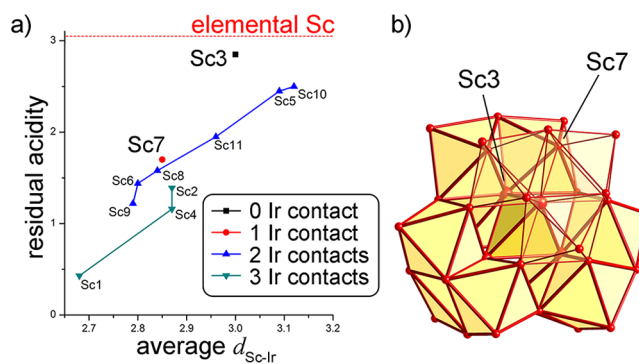 a)
elemental Sc
b)
3
2
1
0
residual acidity
Sc3
Sc7
Sc5
Sc10
Sc11
Sc8
Sc6
Sc9
Sc2
Sc4
Sc1
0 Ir contact
1 Ir contact
2 Ir contacts
3 Ir contacts
2.7 2.8 2.9 3.0 3.1 3.2
average dSc-Ir
Sc3
Sc7